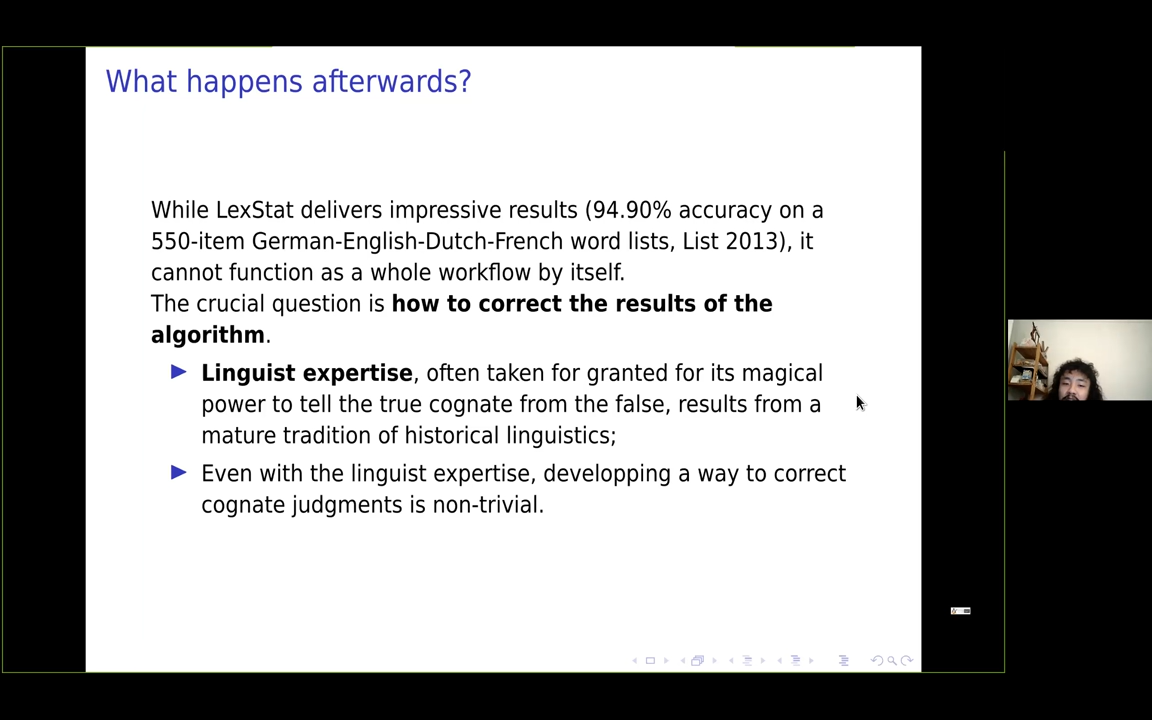 What happens afterwards?
While LexStat delivers impressive results (94.90% accuracy on a
550-item German-English-Dutch-French word lists, List 2013), it
cannot function as a whole workflow by itself.
The crucial question is how to correct the results of the
algorithm.
Linguist expertise, often taken for granted for its magical
power to tell the true cognate from the false, results from a
mature tradition of historical linguistics;
Even with the linguist expertise, developping a way to correct
cognate judgments is non-trivial.